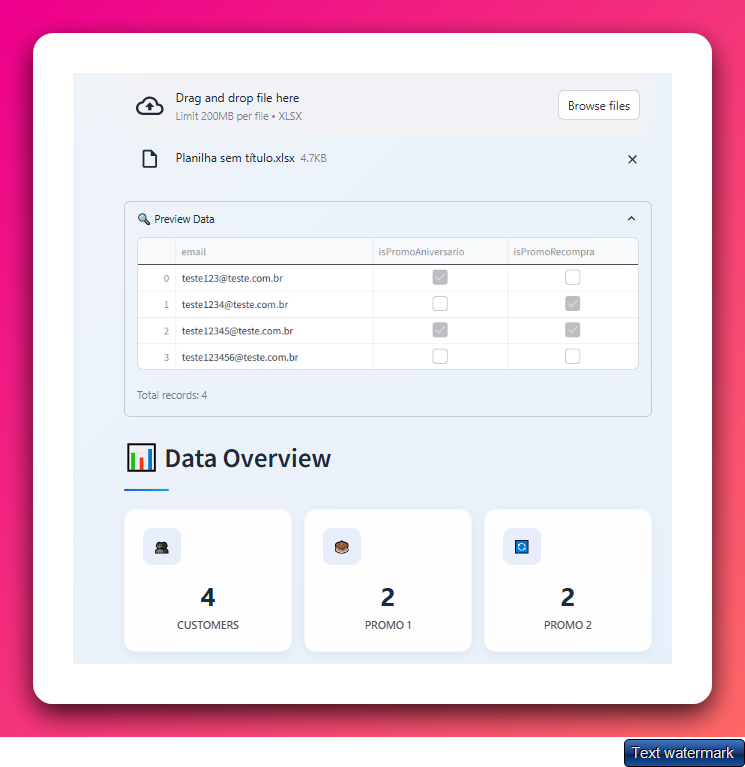 Drag and drop file here
Limit 200MB per file • XLSX
Browse files
Planilha sem título.xlsx 4.7KB
Preview Data
email isPromoAniversario isPromoRecompra
0 teste123@teste.com.br
1 teste1234@teste.com.br
2 teste12345@teste.com.br
3 teste123456@teste.com.br
Total records: 4
Data Overview
4
CUSTOMERS
2
PROMO 1
2
PROMO 2
Text watermark